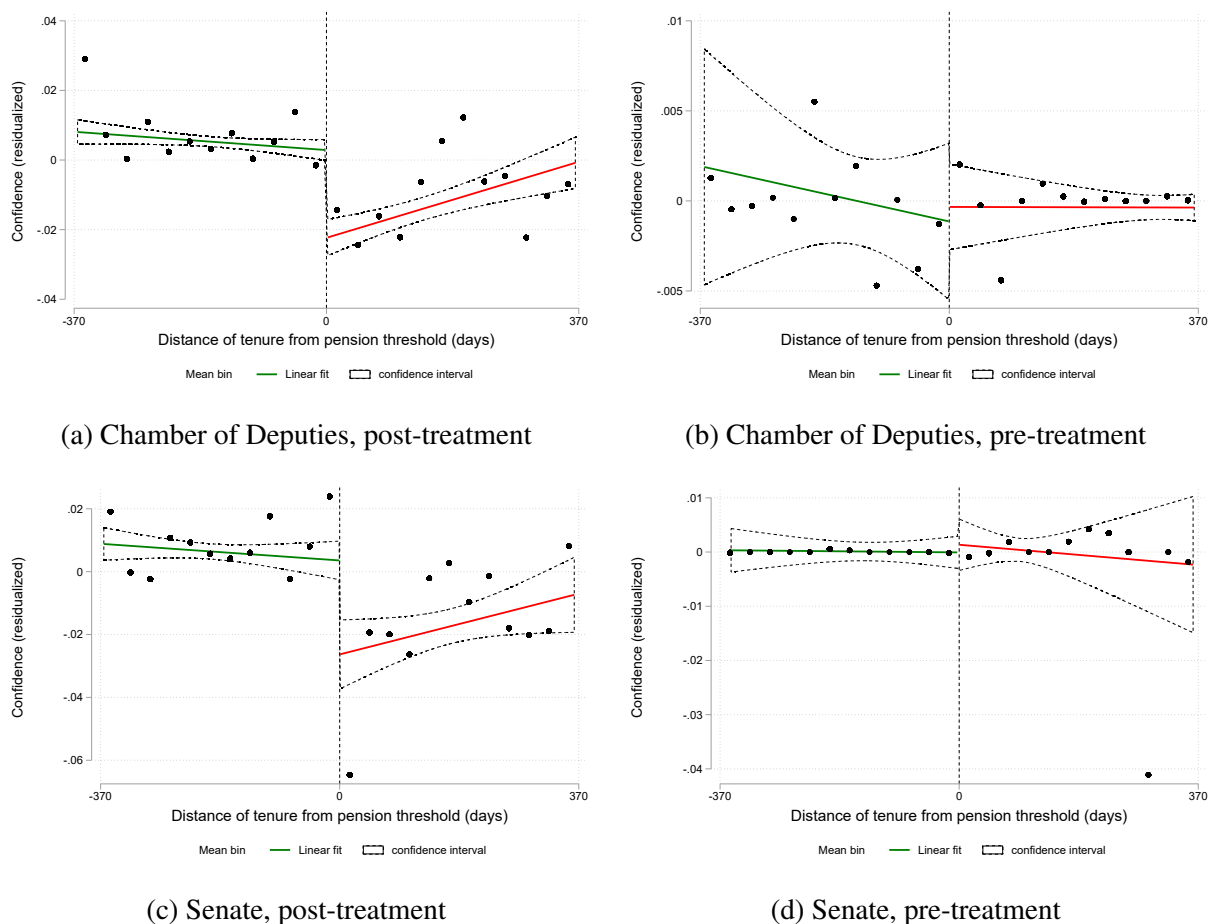 .04
.02
0
-.02
-.04
Confidence (residualized)
-370
0
370
Distance of tenure from pension threshold (days)
Mean bin
Linear fit
confidence interval
(a) Chamber of Deputies, post-treatment
.01
.005
0
-.005
Confidence (residualized)
-370
0
370
Distance of tenure from pension threshold (days)
Mean bin
Linear fit
confidence interval
(b) Chamber of Deputies, pre-treatment
.02
0
-.02
-.04
-.06
Confidence (residualized)
-370
0
370
Distance of tenure from pension threshold (days)
Mean bin
Linear fit
confidence interval
(c) Senate, post-treatment
.01
0
-.01
-.02
-.03
-.04
Confidence (residualized)
-370
0
370
Distance of tenure from pension threshold (days)
Mean bin
Linear fit
confidence interval
(d) Senate, pre-treatment